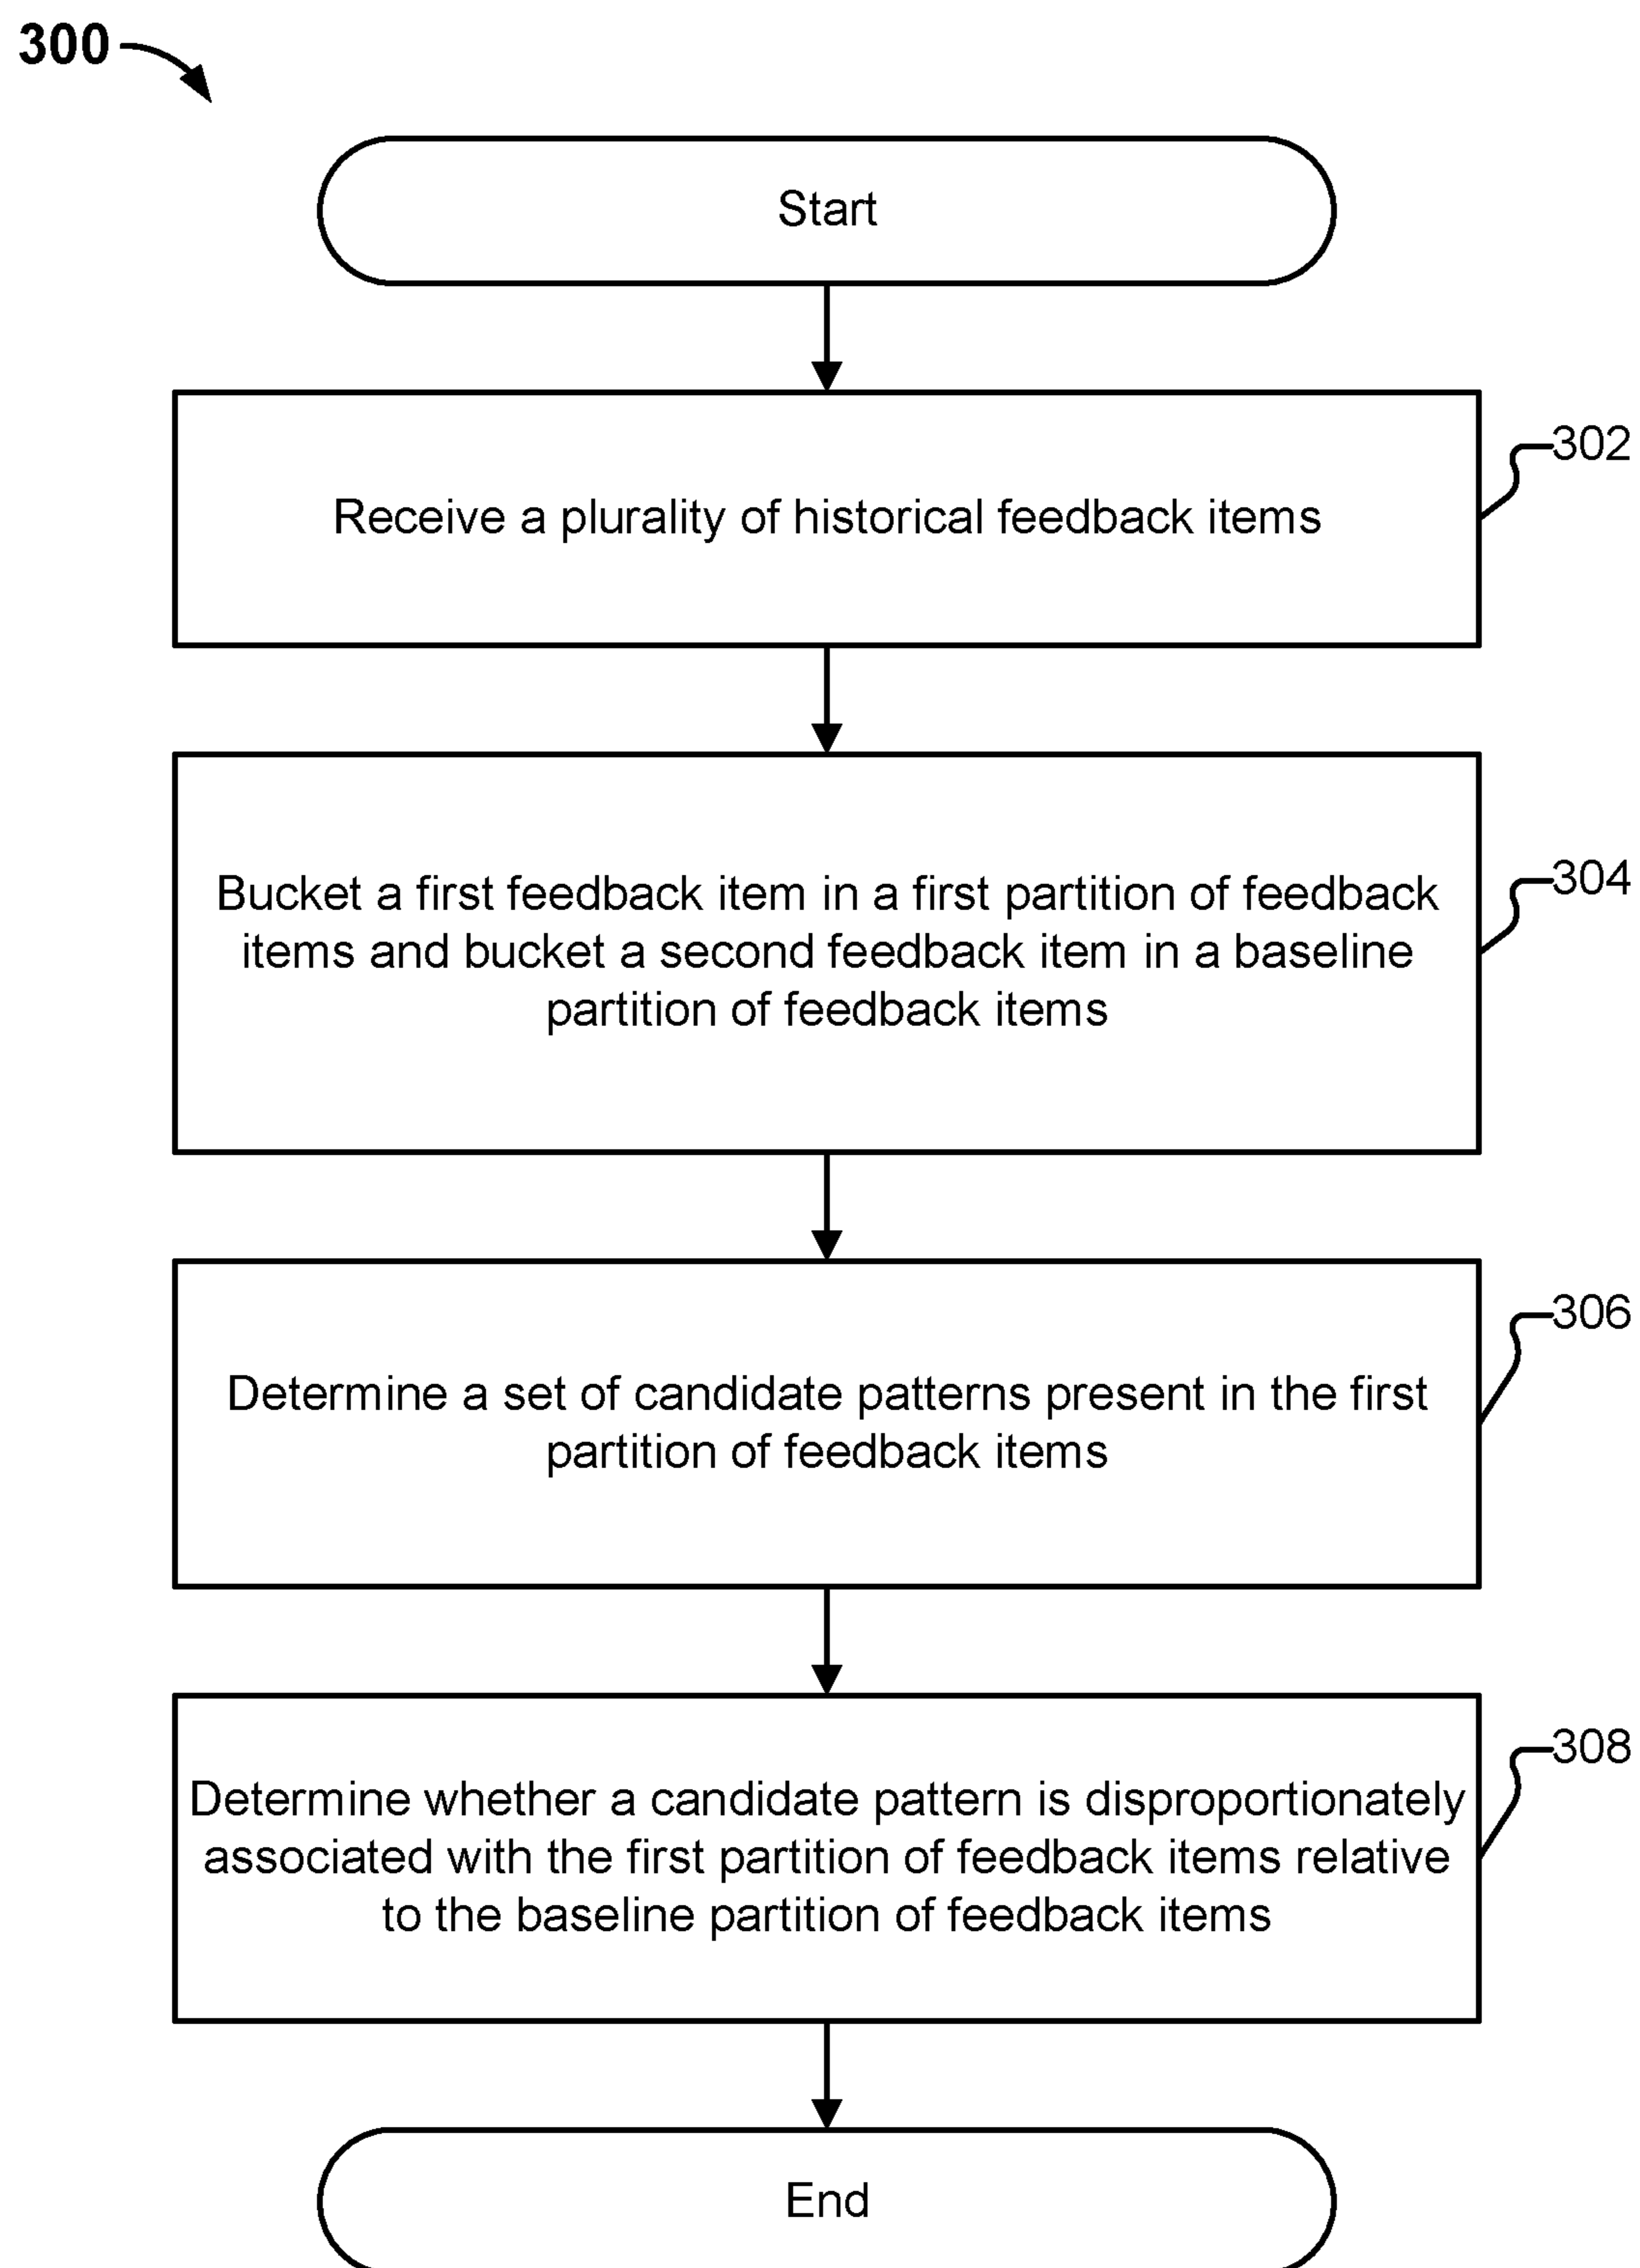 300
Start
Receive a plurality of historical feedback items
302
Bucket a first feedback item in a first partition of feedback
items and bucket a second feedback item in a baseline
partition of feedback items
304
Determine a set of candidate patterns present in the first
partition of feedback items
306
Determine whether a candidate pattern is disproportionately
associated with the first partition of feedback items relative
to the baseline partition of feedback items
308
End